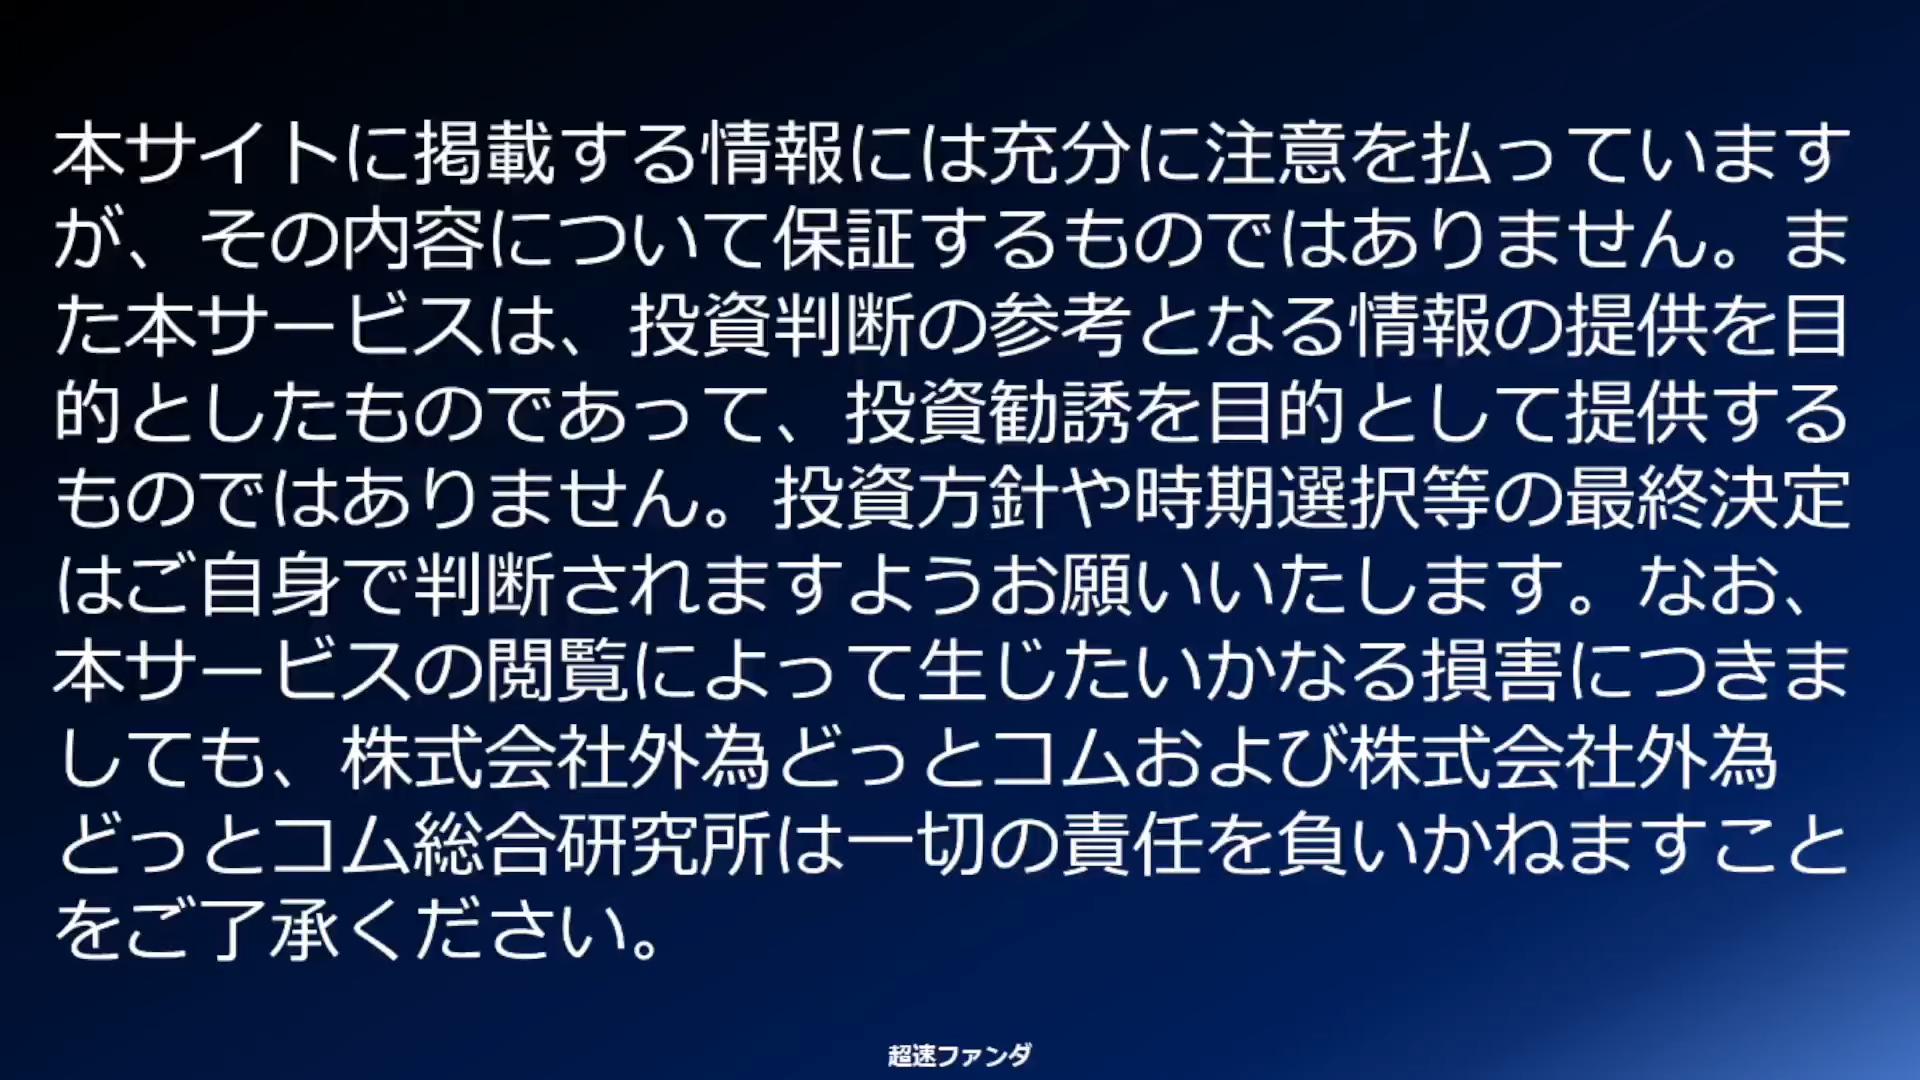 本サイトに掲載する情報には充分に注意を払っています
が、その内容について保証するものではありません。ま
た本サービスは、投資判断の参考となる情報の提供を目
的としたものであって、投資勧誘を目的として提供する
ものではありません。投資方針や時期選択等の最終決定
はご自身で判断されますようお願いいたします。なお、
本サービスの閲覧によって生じたいかなる損害につきま
しても、株式会社外為どっとコムおよび株式会社外為
どっとコム総合研究所は一切の責任を負いかねますこと
をご了承ください。
超速ファンダ